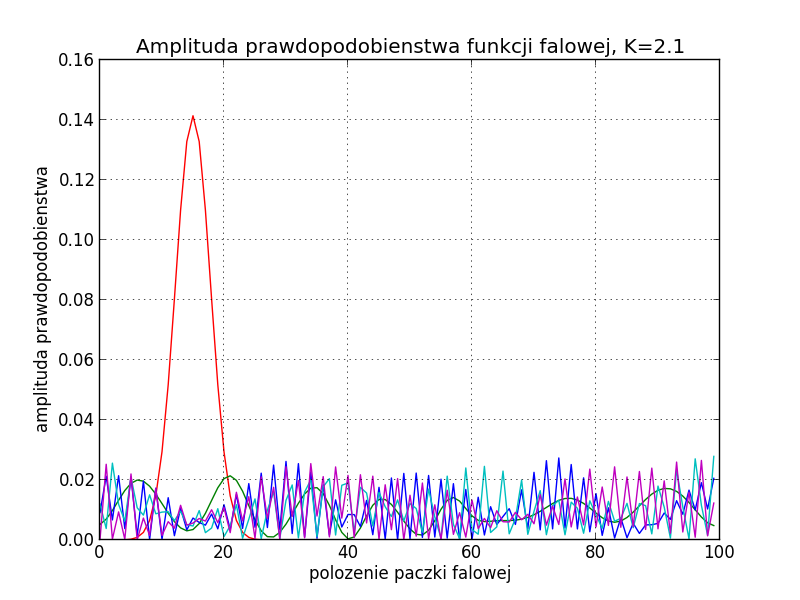 Amplituda prawdopodobienstwa funkcji falowej, K=2.1
0.16
0.14
0.12
0.10
0.08
0.06
0.04
0.02
0.00
amplituda prawdopodobienstwa
0 20 40 60 80 100
polozenie paczki falowej